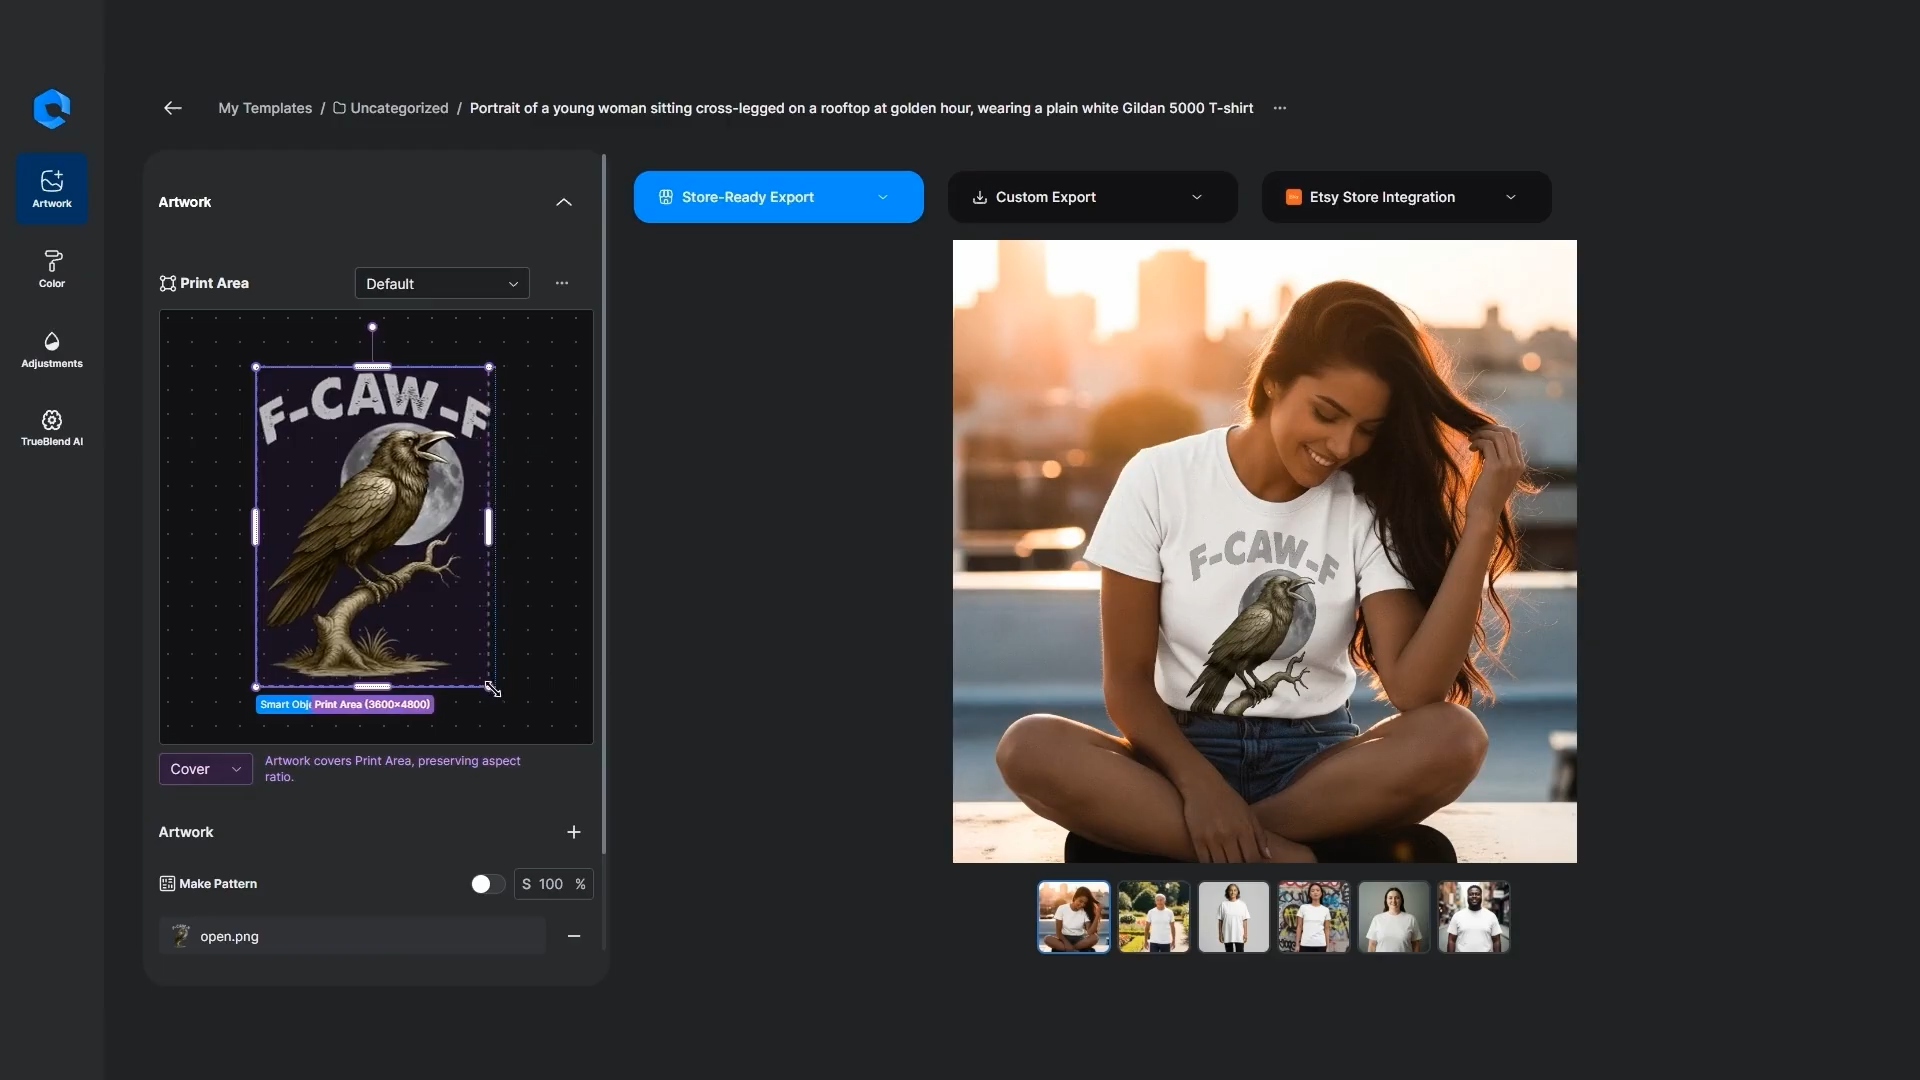 My Templates / Uncategorized / Portrait of a young woman sitting cross-legged on a rooftop at golden hour, wearing a plain white Gildan 5000 T-shirt ...
Artwork
Color
Adjustments
TrueBlend AI
Artwork
Print Area
Default
F-CAW-F
Smart Obje
Print Area (3600×4800)
Cover
Artwork covers Print Area, preserving aspect
ratio.
Artwork
Make Pattern
S 100 %
open.png
Store-Ready Export
Custom Export
Etsy Store Integration
F-CAW-F